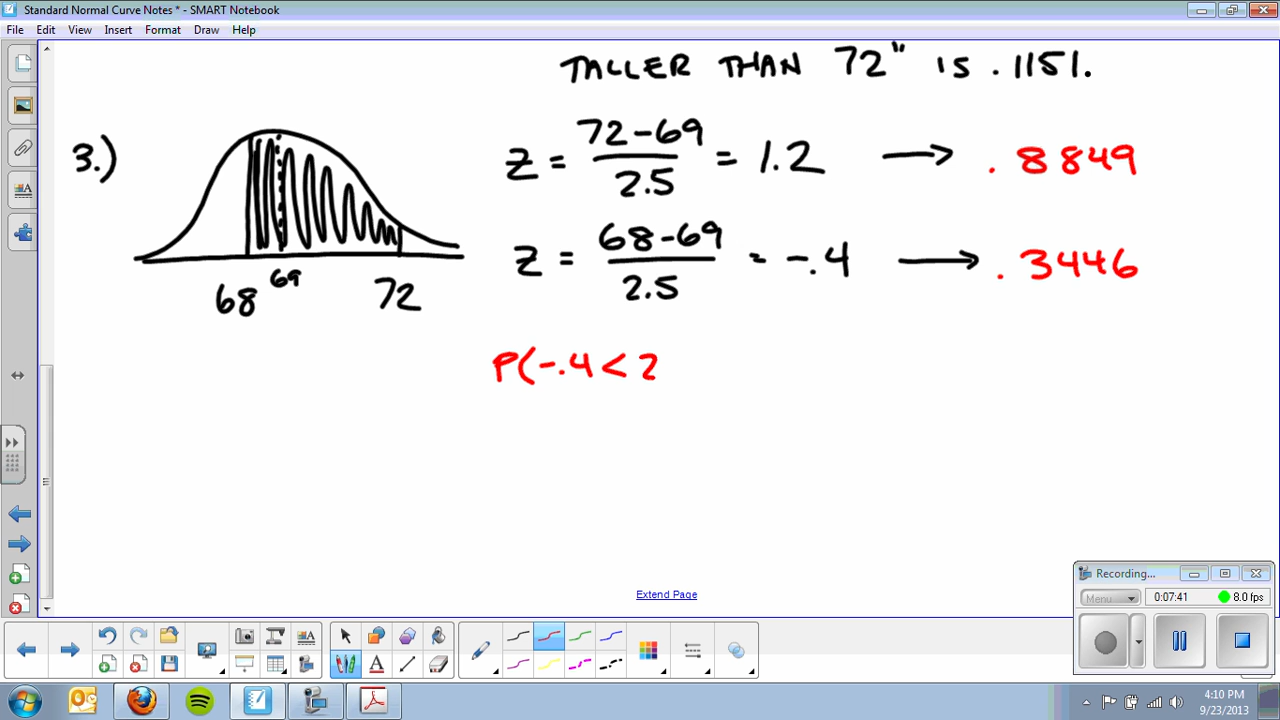 Standard Normal Curve Notes * - SMART Notebook
File Edit View Insert Format Draw Help
TALLER THAN 72" IS .1151.
3.)
Z = 72-69 / 2.5 = 1.2 → .8849
Z = 68-69 / 2.5 = -.4 → .3446
68 69 72
P(-.4 < Z
Extend Page
Recording...
Menu 0:07:41 8.0 fps
4:10 PM
9/23/2013